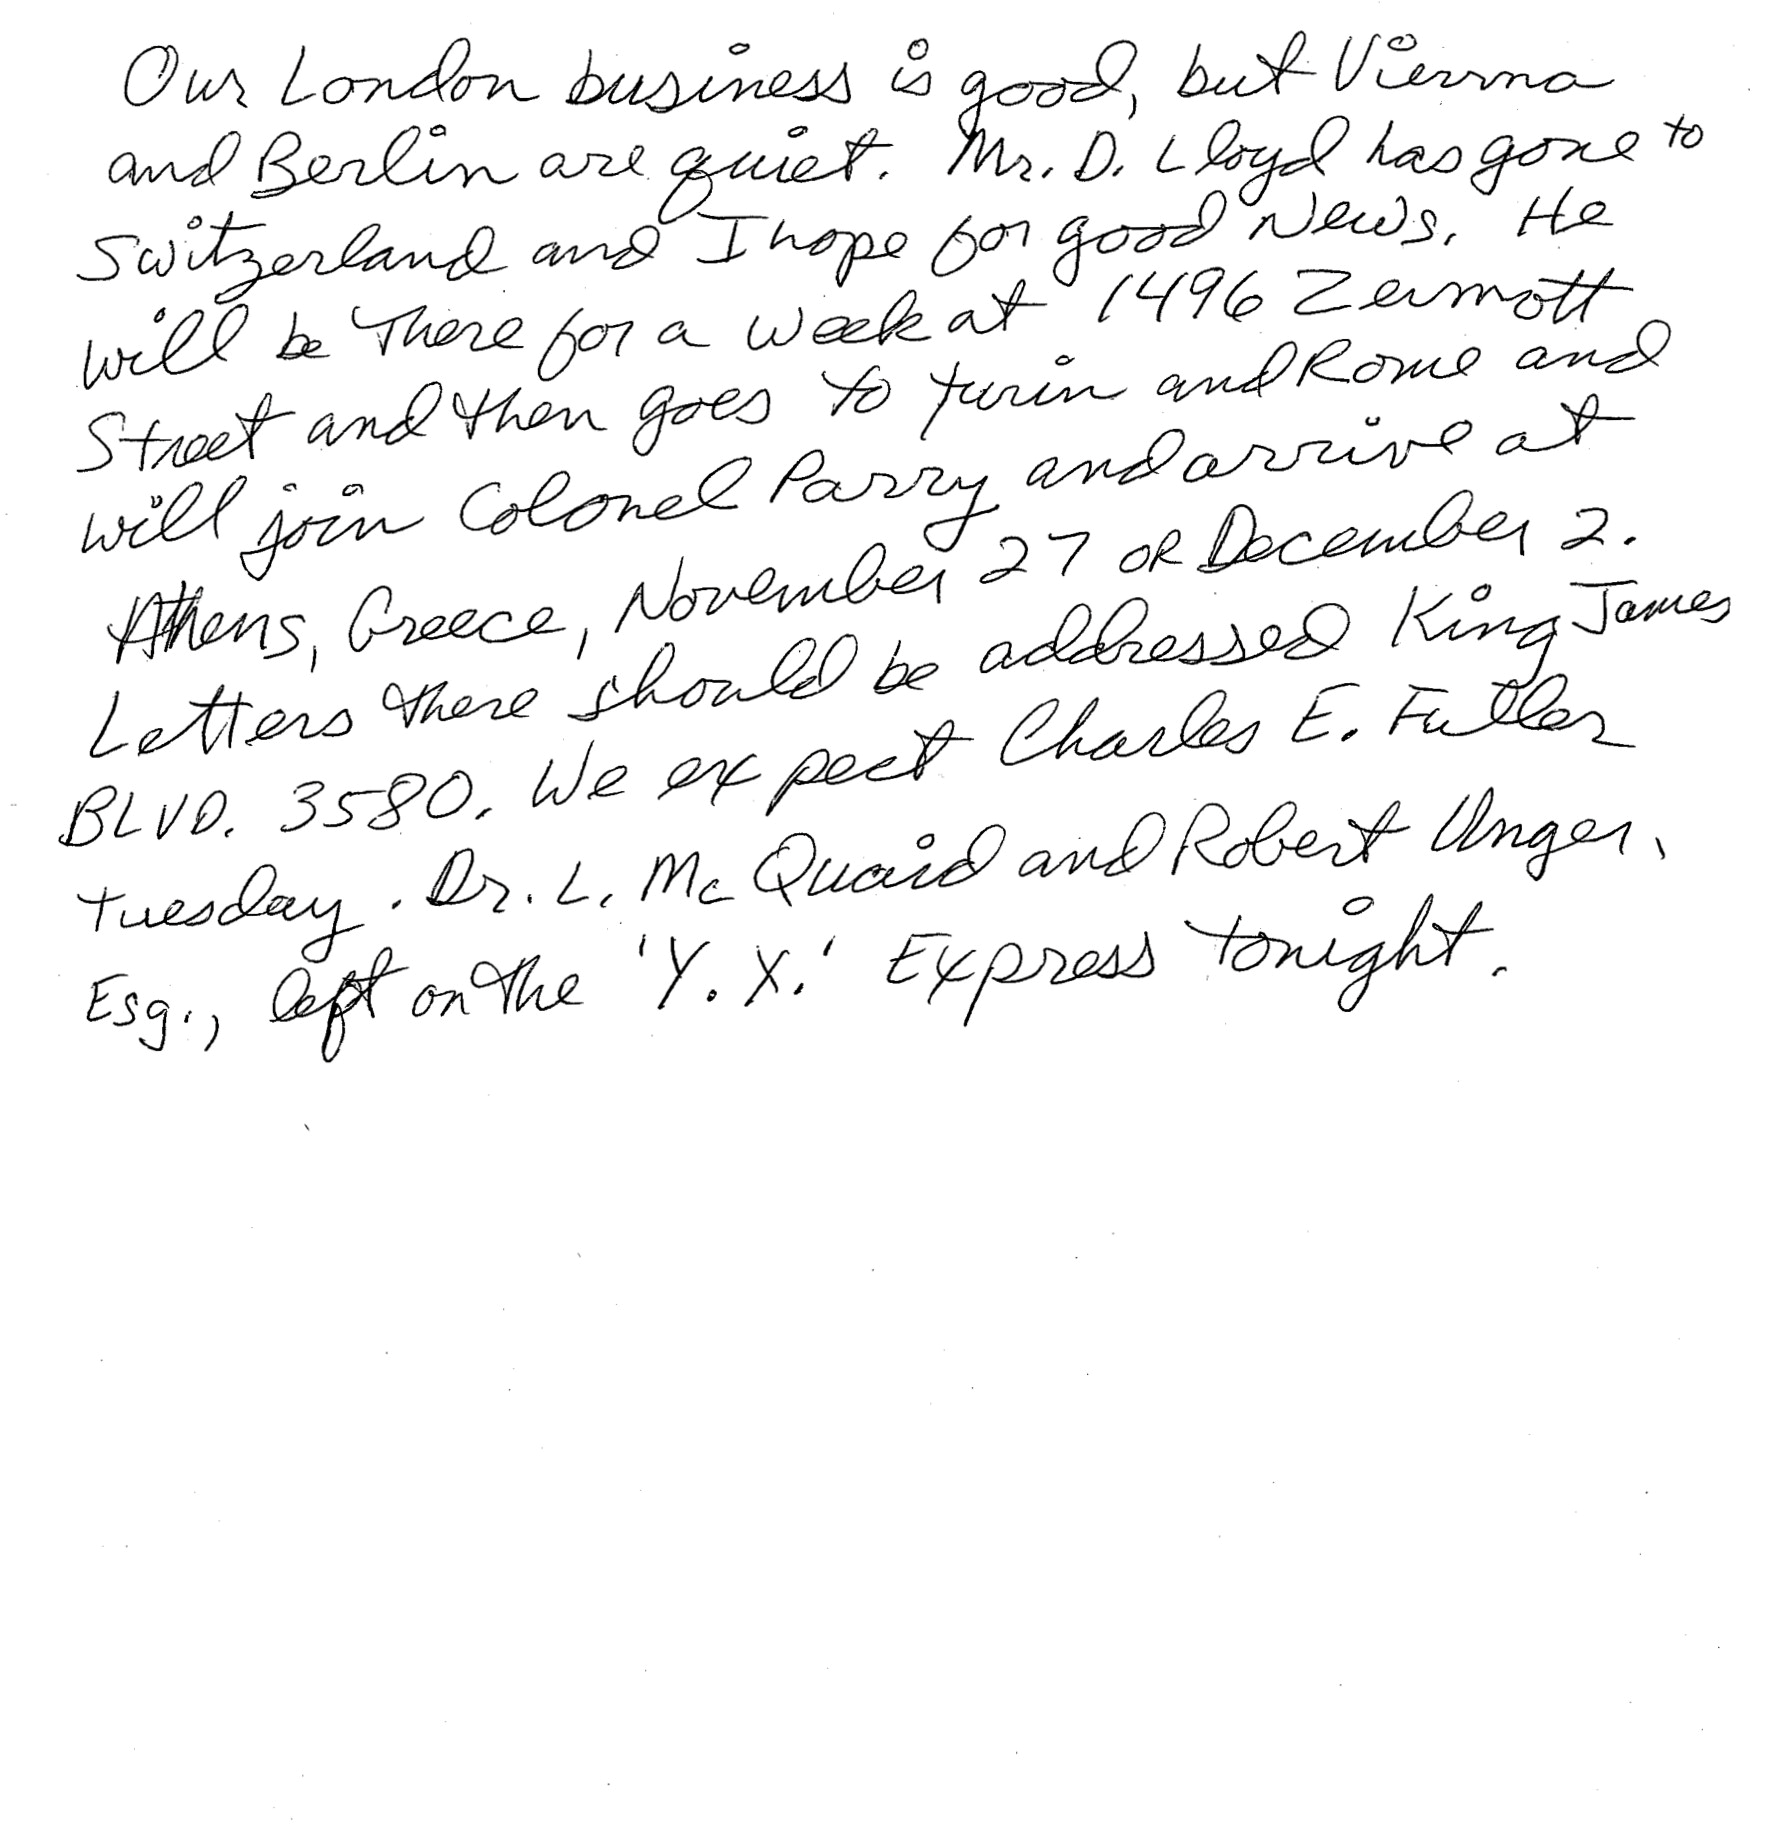 Our London business is good, but Vienna
and Berlin are quiet. Mr. D. Lloyd has gone to
Switzerland and I hope for good News. He
will be There for a week at 1496 Zermott
Street and then goes to turin and Rome and
will join Colonel Parry and arrive at
Athens, Greece, November 27 OR December 2.
Letters there should be addressed King James
BLVD. 3580. We expect Charles E. Fuller
tuesday. Dr. L. Mc Quaid and Robert Unger,
Esq., left on the 'Y. X.' Express tonight.